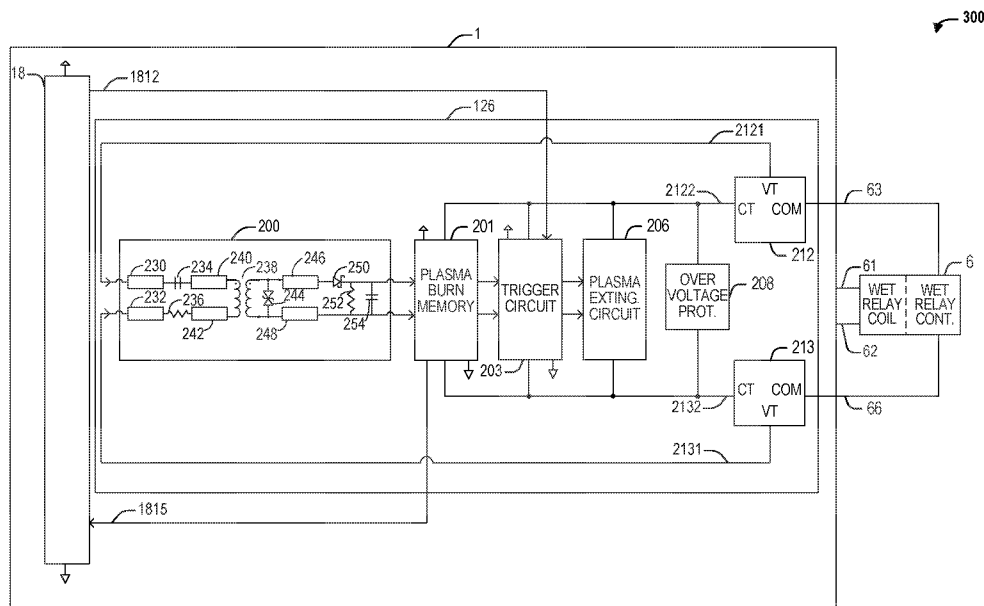 300
1
18
1812
126
2121
2122
VT
CT COM
63
212
200
201
206
230
234
240
238
246
250
PLASMA
BURN
MEMORY
TRIGGER
CIRCUIT
PLASMA
EXTING.
CIRCUIT
OVER
VOLTAGE
PROT.
208
61
6
WET
RELAY
COIL
WET
RELAY
CONT.
232
236
244
252
242
248
254
203
213
62
CT COM
VT
2132
66
2131
1815